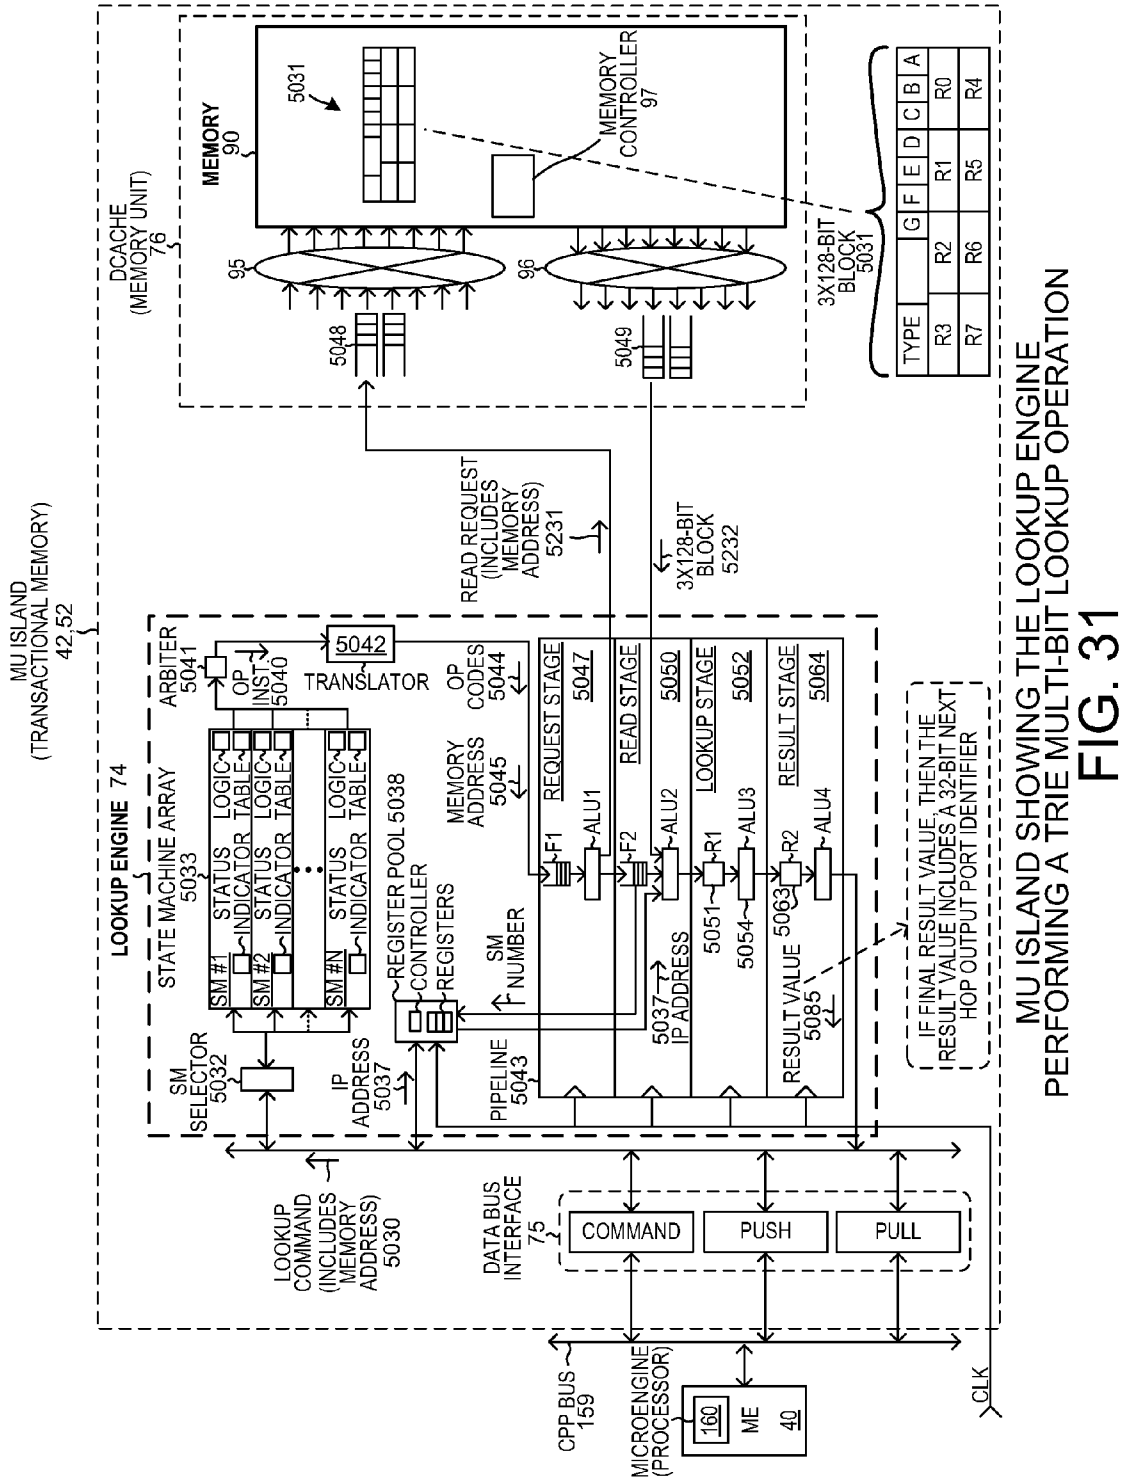 MU ISLAND
(TRANSACTIONAL MEMORY)
42,52
LOOKUP ENGINE 74
STATE MACHINE ARRAY
5033
SM #1
STATUS
INDICATOR
LOGIC
TABLE
SM #2
STATUS
INDICATOR
LOGIC
TABLE
SM #N
STATUS
INDICATOR
LOGIC
TABLE
ARBITER
5041
OP
INST.
5040
5042
TRANSLATOR
SM
SELECTOR
5032
LOOKUP
COMMAND
(INCLUDES
MEMORY
ADDRESS)
5030
IP
ADDRESS
5037
REGISTER POOL 5038
CONTROLLER
REGISTERS
SM
NUMBER
MEMORY
ADDRESS
5045
OP
CODES
5044
PIPELINE
5043
F1
ALU1
REQUEST STAGE
5047
F2
ALU2
READ STAGE
5050
5037
IP ADDRESS
R1
5051
ALU3
5054
LOOKUP STAGE
5052
R2
5063
ALU4
RESULT STAGE
5064
RESULT VALUE
5085
IF FINAL RESULT VALUE, THEN THE
RESULT VALUE INCLUDES A 32-BIT NEXT
HOP OUTPUT PORT IDENTIFIER
READ REQUEST
(INCLUDES
MEMORY
ADDRESS)
5231
3X128-BIT
BLOCK
5232
DCACHE
(MEMORY UNIT)
76
MEMORY
90
5031
MEMORY
CONTROLLER
97
95
96
5048
5049
3X128-BIT
BLOCK
5031
TYPE G F E D C B A
R3 R2 R1 R0
R7 R6 R5 R4
DATA BUS
INTERFACE
75
COMMAND
PUSH
PULL
CPP BUS
159
MICROENGINE
(PROCESSOR)
160
ME
40
CLK
MU ISLAND SHOWING THE LOOKUP ENGINE
PERFORMING A TRIE MULTI-BIT LOOKUP OPERATION
FIG. 31